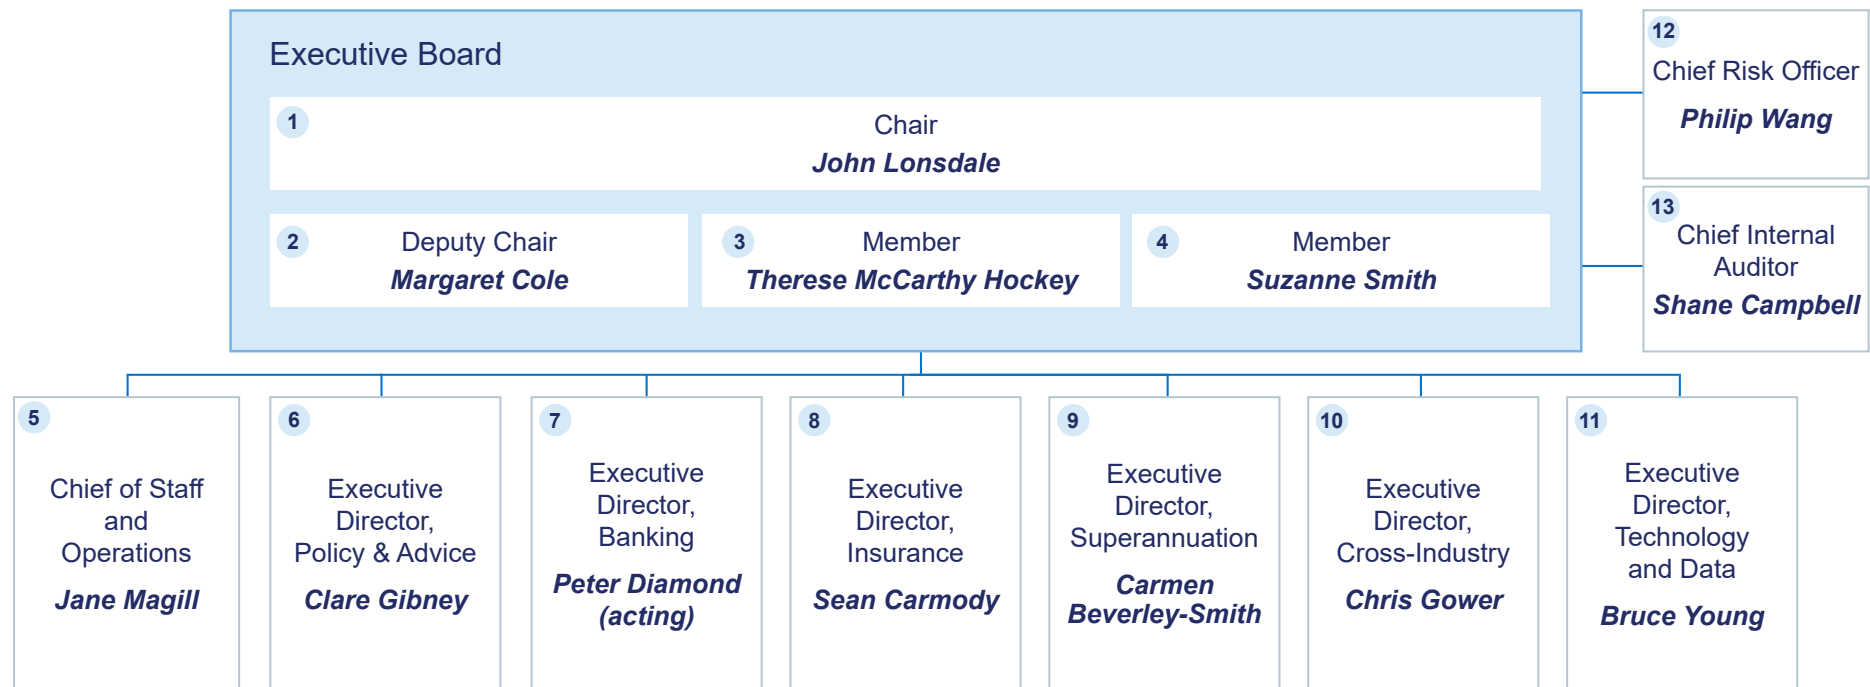 Executive Board
1
Chair
John Lonsdale
2
Deputy Chair
Margaret Cole
3
Member
Therese McCarthy Hockey
4
Member
Suzanne Smith
12
Chief Risk Officer
Philip Wang
13
Chief Internal
Auditor
Shane Campbell
5
Chief of Staff
and
Operations
Jane Magill
6
Executive
Director,
Policy & Advice
Clare Gibney
7
Executive
Director,
Banking
Peter Diamond
(acting)
8
Executive
Director,
Insurance
Sean Carmody
9
Executive
Director,
Superannuation
Carmen
Beverley-Smith
10
Executive
Director,
Cross-Industry
Chris Gower
11
Executive
Director,
Technology
and Data
Bruce Young